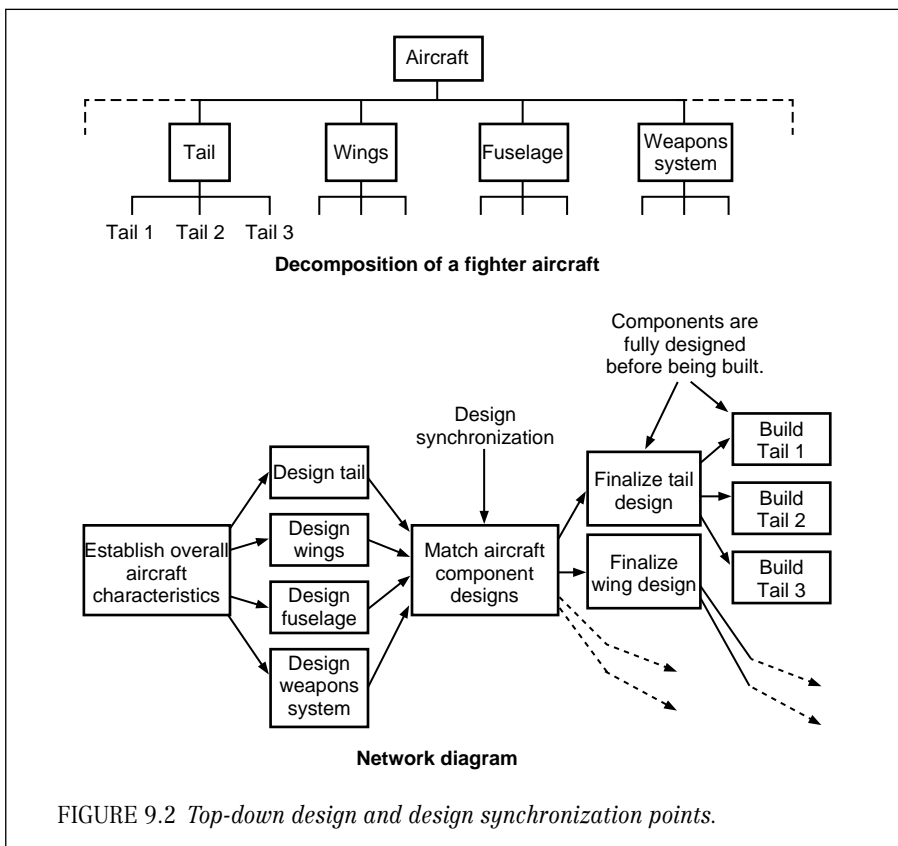 Aircraft
Tail
Wings
Fuselage
Weapons
system
Tail 1
Tail 2
Tail 3
Decomposition of a fighter aircraft
Components are
fully designed
before being built.
Design
synchronization
Establish overall
aircraft
characteristics
Design tail
Design
wings
Design
fuselage
Design
weapons
system
Match aircraft
component
designs
Finalize tail
design
Finalize
wing design
Build
Tail 1
Build
Tail 2
Build
Tail 3
Network diagram
FIGURE 9.2 Top-down design and design synchronization points.